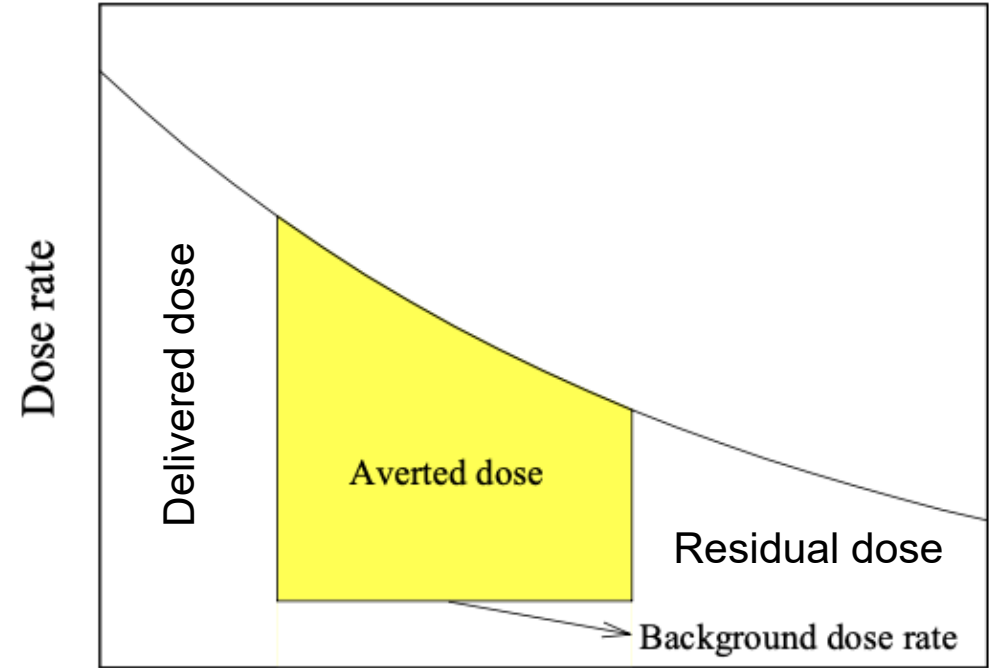 Dose rate
Delivered dose
Averted dose
Residual dose
Background dose rate